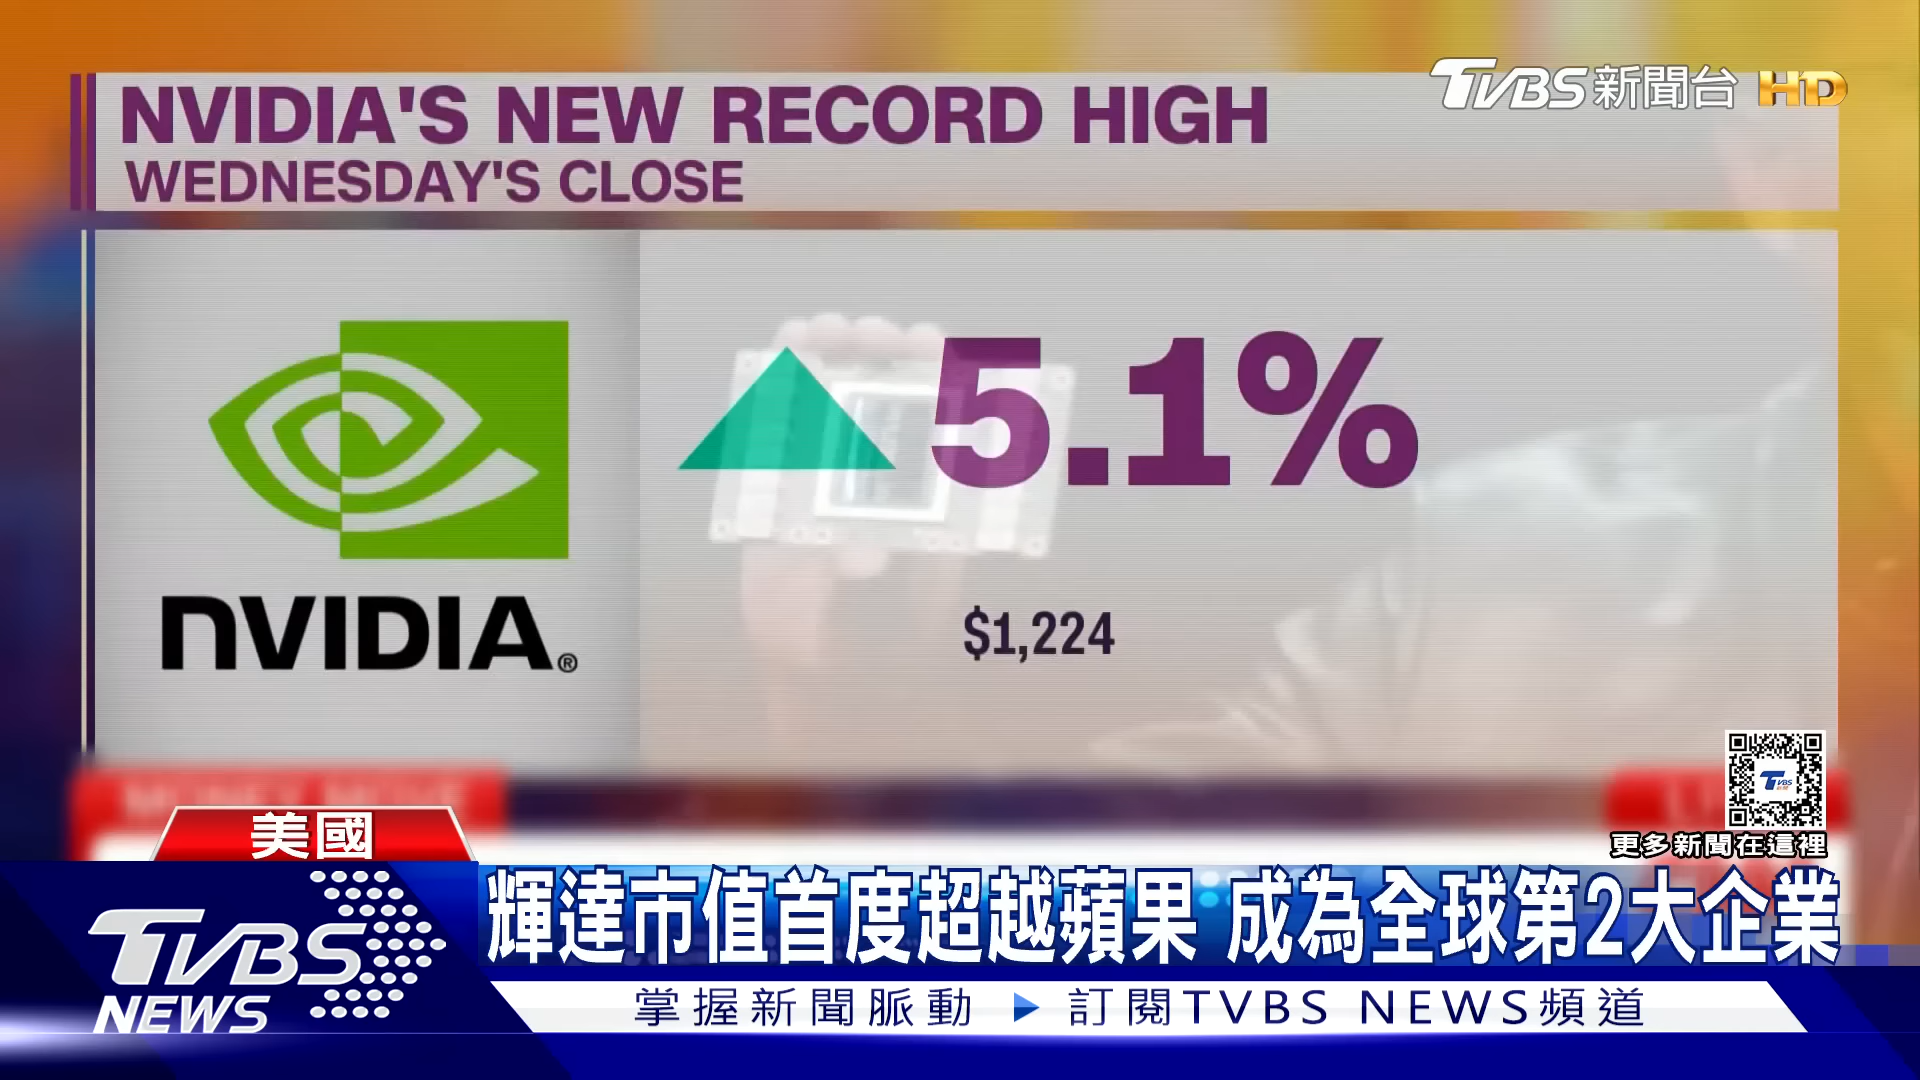 NVIDIA'S NEW RECORD HIGH
WEDNESDAY'S CLOSE
TVBS新聞台 HD
5.1%
NVIDIA®
$1,224
MONEY MOVE
TVBS
更多新聞在這裡
美國
輝達市值首度超越蘋果 成為全球第2大企業
TVBS
NEWS
掌握新聞脈動 訂閱TVBS NEWS頻道